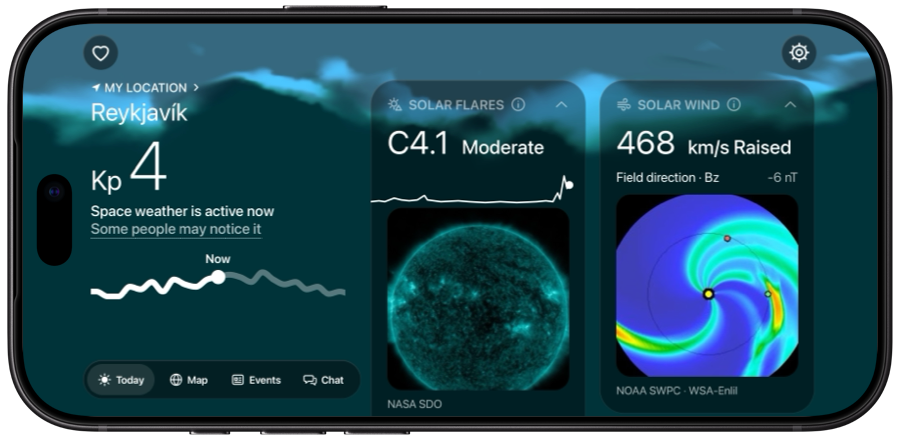 MY LOCATION
Reykjavík
Kp 4
Space weather is active now
Some people may notice it
Now
Today
Map
Events
Chat
SOLAR FLARES
C4.1 Moderate
NASA SDO
SOLAR WIND
468 km/s Raised
Field direction · Bz -6 nT
NOAA SWPC · WSA-Enlil